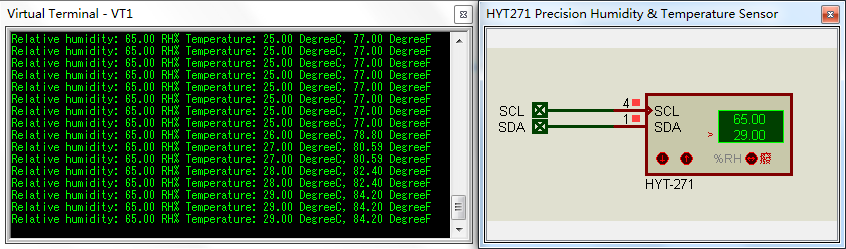 Virtual Terminal - VT1
Relative humidity: 65.00 RH% Temperature: 25.00 DegreeC, 77.00 DegreeF
Relative humidity: 65.00 RH% Temperature: 25.00 DegreeC, 77.00 DegreeF
Relative humidity: 65.00 RH% Temperature: 25.00 DegreeC, 77.00 DegreeF
Relative humidity: 65.00 RH% Temperature: 25.00 DegreeC, 77.00 DegreeF
Relative humidity: 65.00 RH% Temperature: 25.00 DegreeC, 77.00 DegreeF
Relative humidity: 65.00 RH% Temperature: 25.00 DegreeC, 77.00 DegreeF
Relative humidity: 65.00 RH% Temperature: 25.00 DegreeC, 77.00 DegreeF
Relative humidity: 65.00 RH% Temperature: 25.00 DegreeC, 77.00 DegreeF
Relative humidity: 65.00 RH% Temperature: 26.00 DegreeC, 78.80 DegreeF
Relative humidity: 65.00 RH% Temperature: 27.00 DegreeC, 80.59 DegreeF
Relative humidity: 65.00 RH% Temperature: 27.00 DegreeC, 80.59 DegreeF
Relative humidity: 65.00 RH% Temperature: 28.00 DegreeC, 82.40 DegreeF
Relative humidity: 65.00 RH% Temperature: 28.00 DegreeC, 82.40 DegreeF
Relative humidity: 65.00 RH% Temperature: 29.00 DegreeC, 84.20 DegreeF
Relative humidity: 65.00 RH% Temperature: 29.00 DegreeC, 84.20 DegreeF
Relative humidity: 65.00 RH% Temperature: 29.00 DegreeC, 84.20 DegreeF
HYT271 Precision Humidity & Temperature Sensor
SCL 4 SCL
SDA 1 SDA
65.00
> 29.00
%RH 癈
HYT-271